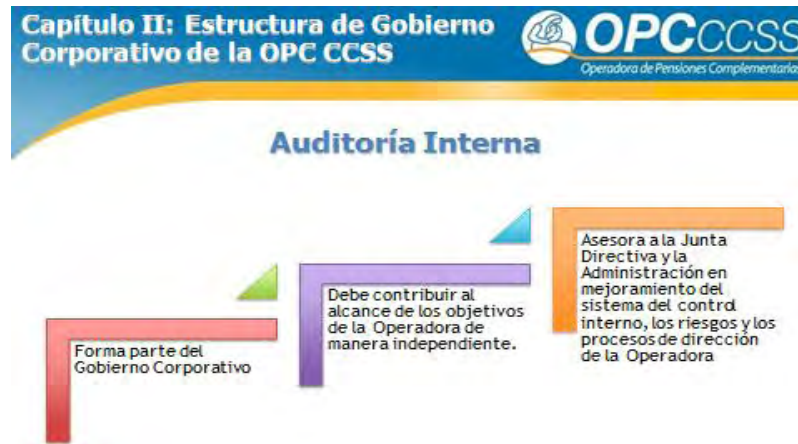 Capítulo II: Estructura de Gobierno
Corporativo de la OPC CCSS
OPCCCSS
Operadora de Pensiones Complementarias
Auditoría Interna
Forma parte del
Gobierno Corporativo
Debe contribuir al
alcance de los objetivos
de la Operadora de
manera independiente.
Asesora a la Junta
Directiva y la
Administración en
mejoramiento del
sistema del control
interno, los riesgos y los
procesos de dirección
de la Operadora